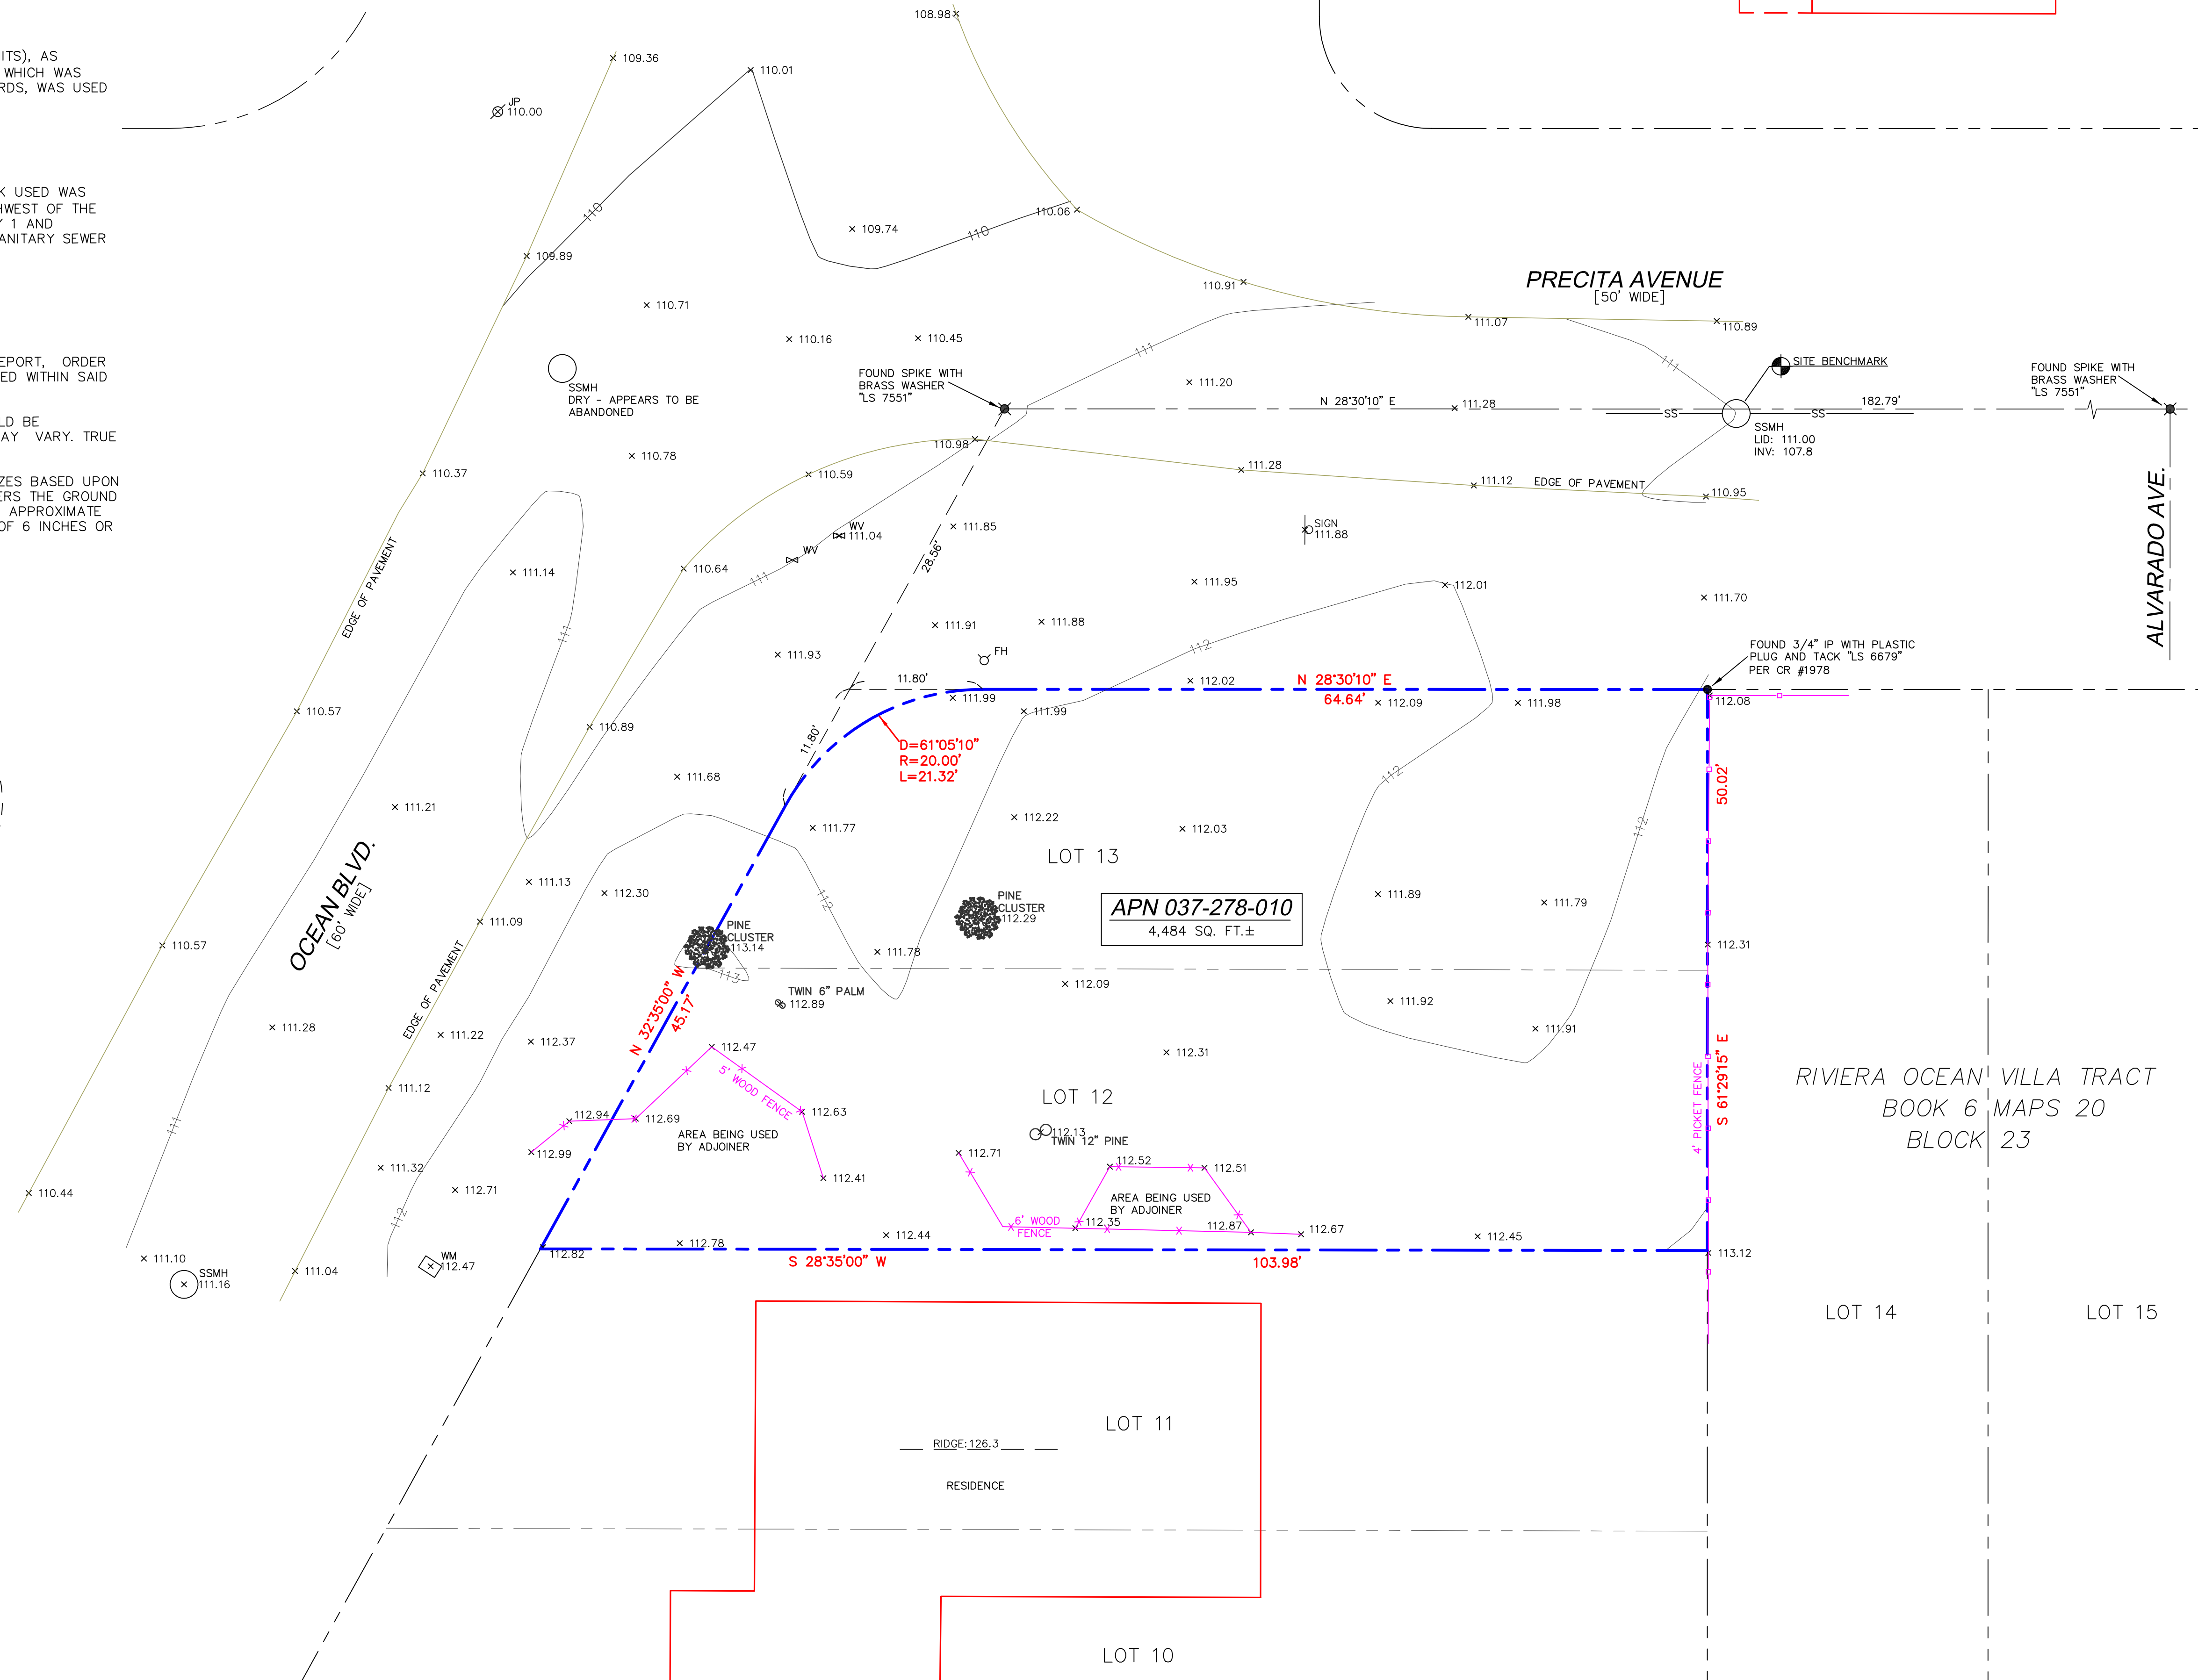 ITS), AS
WHICH WAS
RDS, WAS USED
K USED WAS
HWEST OF THE
Y 1 AND
ANITARY SEWER
EPORT, ORDER
ED WITHIN SAID
LD BE
AY VARY. TRUE
ZES BASED UPON
ERS THE GROUND
APPROXIMATE
OF 6 INCHES OR
108.98
109.36
110.01
JP
110.00
110
109.74
110
110.06
109.89
110.71
110.16
110.45
110.91
111
111.07
PRECITA AVENUE
[50' WIDE]
110.89
111
SITE BENCHMARK
FOUND SPIKE WITH
BRASS WASHER
"LS 7551"
FOUND SPIKE WITH
BRASS WASHER
"LS 7551"
SSMH
DRY - APPEARS TO BE
ABANDONED
111.20
N 28°30'10" E
111.28
SS
SS
182.79'
SSMH
LID: 111.00
INV: 107.8
110.98
110.78
110.37
110.59
111.28
111.12
EDGE OF PAVEMENT
110.95
ALVARADO AVE.
WV
111.04
WV
111.85
28.56'
SIGN
111.88
111.14
110.64
111
111.95
112.01
111.70
EDGE OF PAVEMENT
111
111.91
111.88
111.93
FH
112
FOUND 3/4" IP WITH PLASTIC
PLUG AND TACK "LS 6679"
PER CR #1978
11.80'
112.02
N 28°30'10" E
64.64'
111.99
111.99
112.09
111.98
112.08
110.57
110.89
11.80'
D=61°05'10"
R=20.00'
L=21.32'
111.68
112
50.02'
111.21
111.77
112.22
112.03
112
LOT 13
OCEAN BLVD.
[60' WIDE]
111.13
112.30
112
PINE
CLUSTER
112.29
APN 037-278-010
4,484 SQ. FT.±
111.89
111.79
111.09
PINE
CLUSTER
113.14
110.57
111.78
112.31
113
EDGE OF PAVEMENT
N 32°35'00" W
45.17'
TWIN 6" PALM
112.89
112.09
111.92
111.28
111.22
112.37
112.47
112.31
111.91
S 61°29'15" E
4' PICKET FENCE
5' WOOD FENCE
RIVIERA OCEAN VILLA TRACT
BOOK 6 MAPS 20
BLOCK 23
111.12
LOT 12
111
112.94
112.69
112.63
AREA BEING USED
BY ADJOINER
112.13
TWIN 12" PINE
112.99
112.71
111.32
112.52
112.51
112.41
110.44
112.71
AREA BEING USED
BY ADJOINER
112
6' WOOD
FENCE
112.35
112.87
112.67
112.78
112.44
112.45
112.82
113.12
111.10
SSMH
111.16
111.04
WM
112.47
S 28°35'00" W
103.98'
LOT 14
LOT 15
LOT 11
RIDGE: 126.3
RESIDENCE
LOT 10